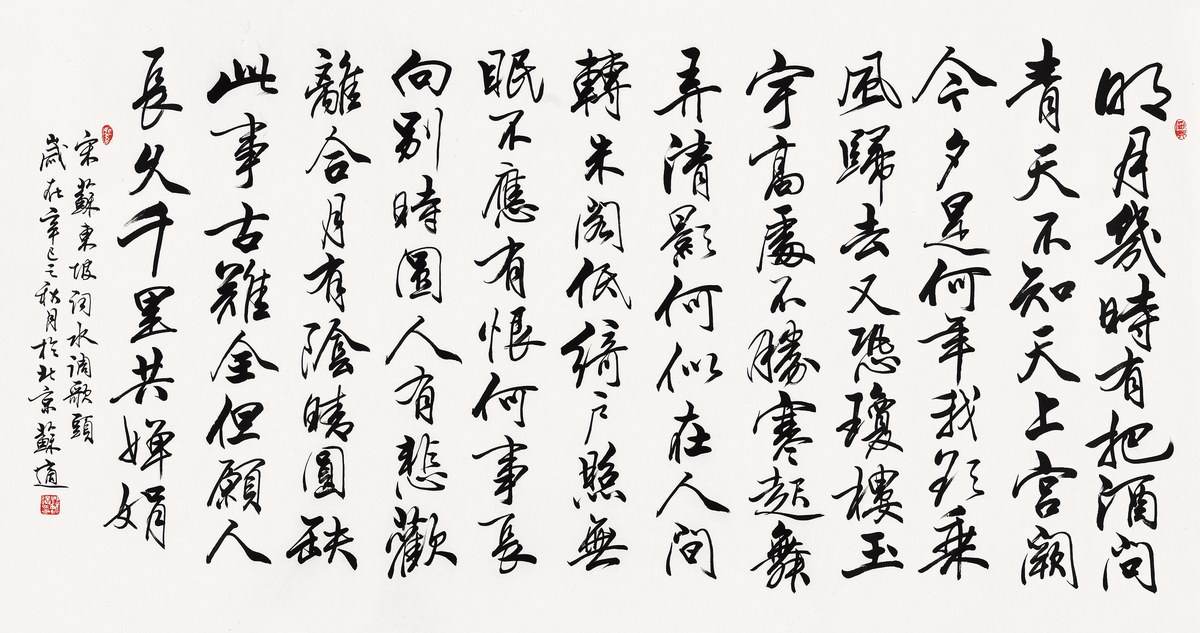 明月幾時有把酒問
青天不知天上宮闕
今夕是何年我欲乘
風歸去又恐瓊樓玉
宇高處不勝寒起舞
弄清影何似在人間
轉朱閣低綺户照無
眠不應有恨何事長
向别時圓人有悲歡
離合月有陰晴圓缺
此事古難全但願人
長久千里共嬋娟
宋蘇東坡詞水調歌頭
歲在辛巳之秋月於北京蘇適